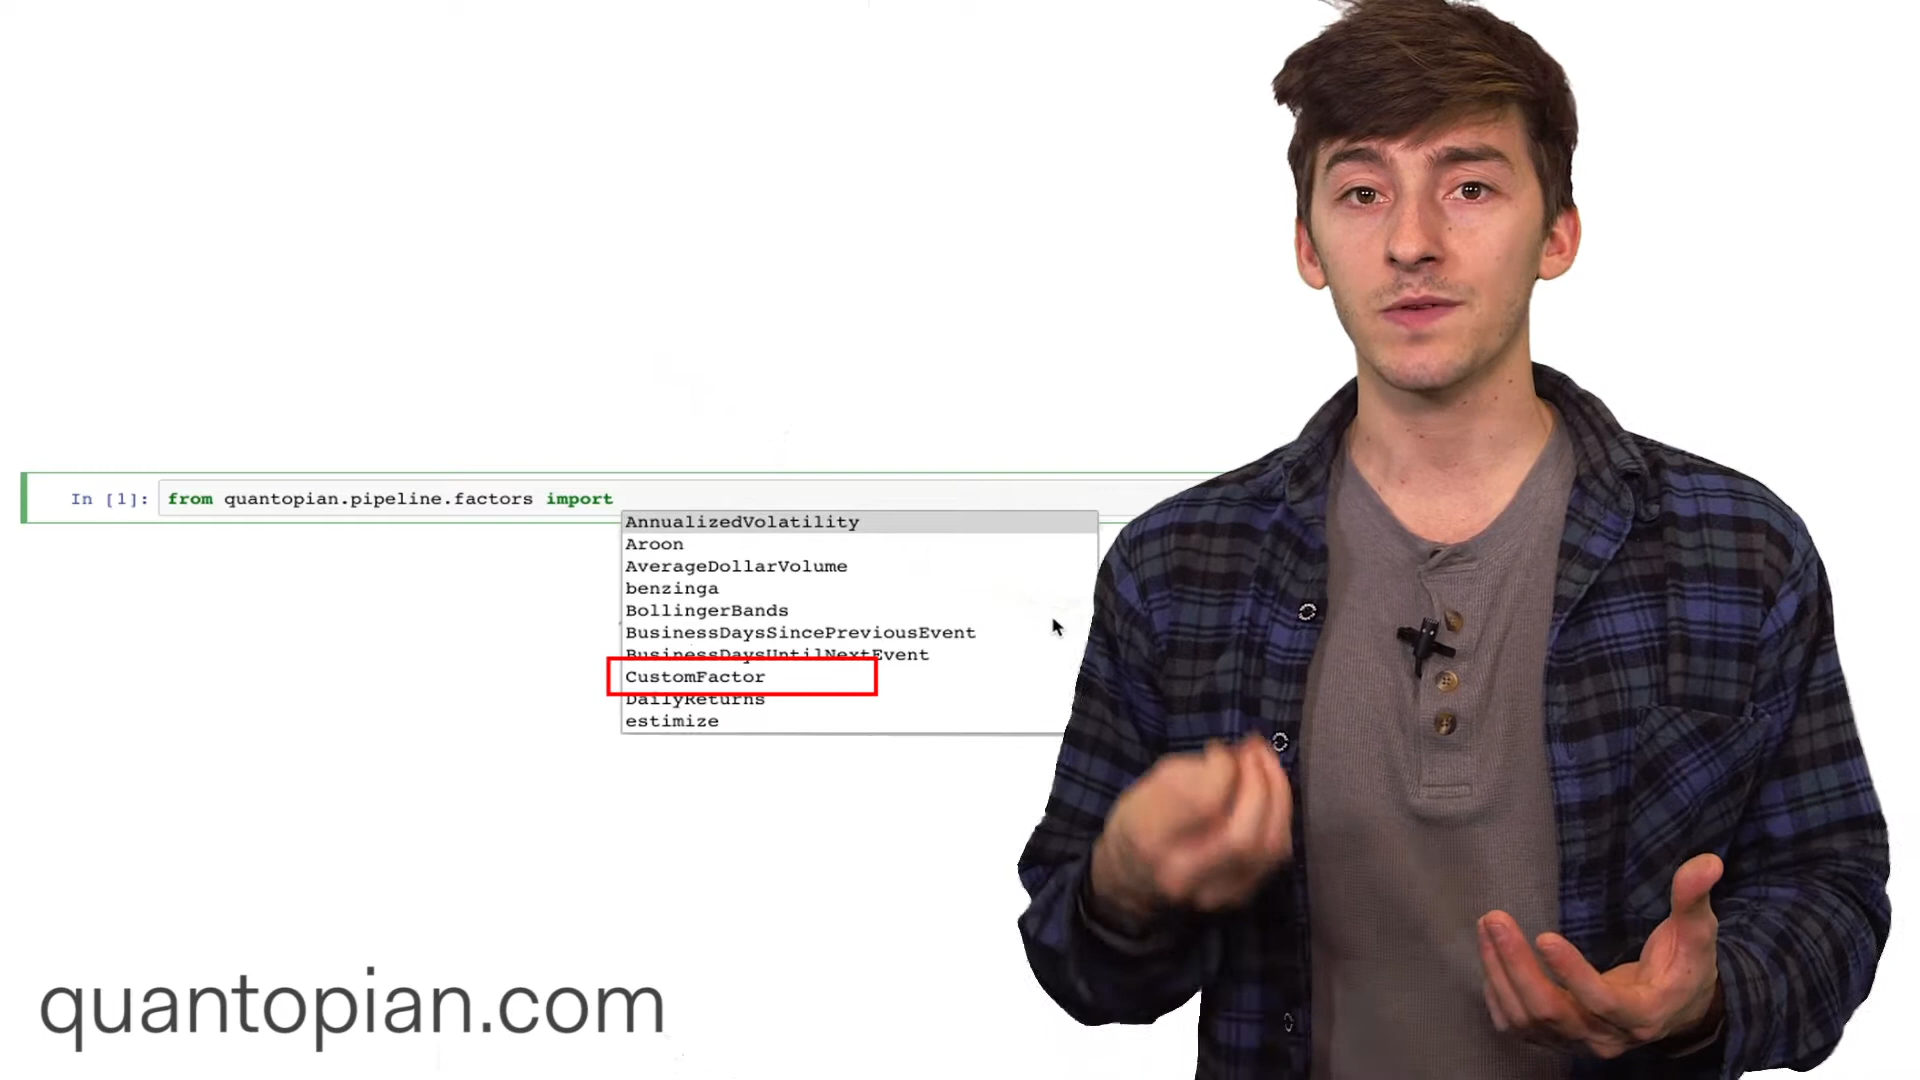 In [1]: from quantopian.pipeline.factors import
AnnualizedVolatility
Aroon
AverageDollarVolume
benzinga
BollingerBands
BusinessDaysSincePreviousEvent
BusinessDaysUntilNextEvent
CustomFactor
DailyReturns
estimize
quantopian.com